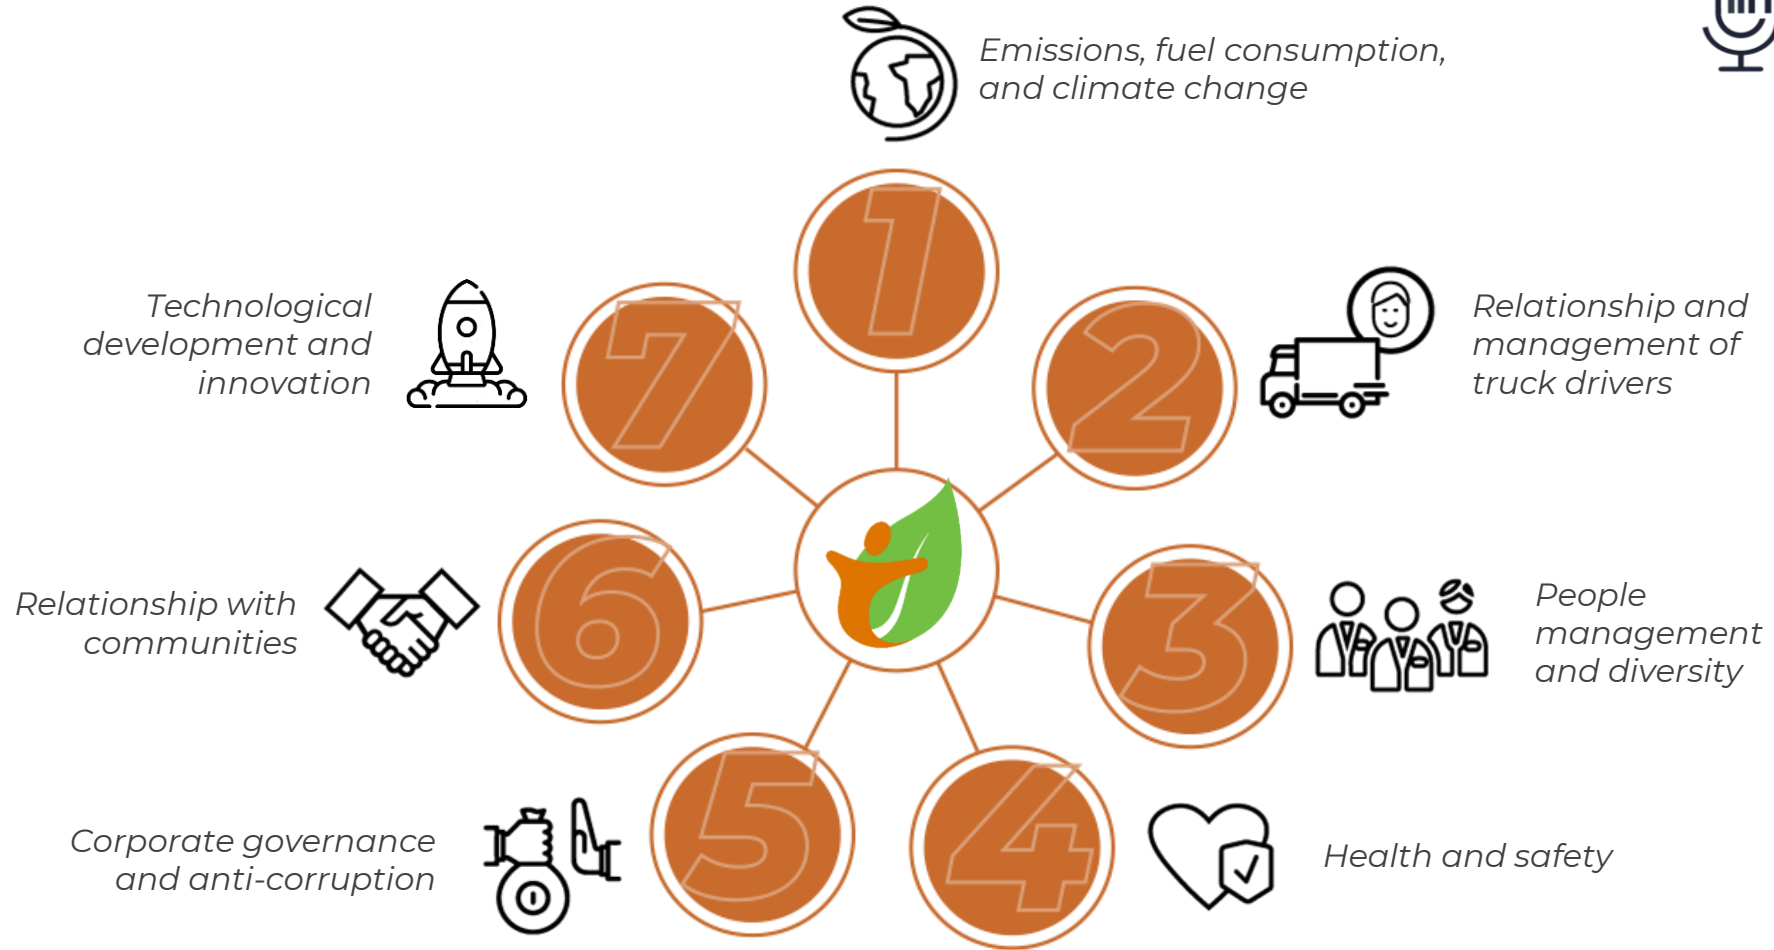 Emissions, fuel consumption,
and climate change
1
2
Relationship and
management of
truck drivers
3
People
management
and diversity
4
Health and safety
5
Corporate governance
and anti-corruption
6
Relationship with
communities
7
Technological
development and
innovation